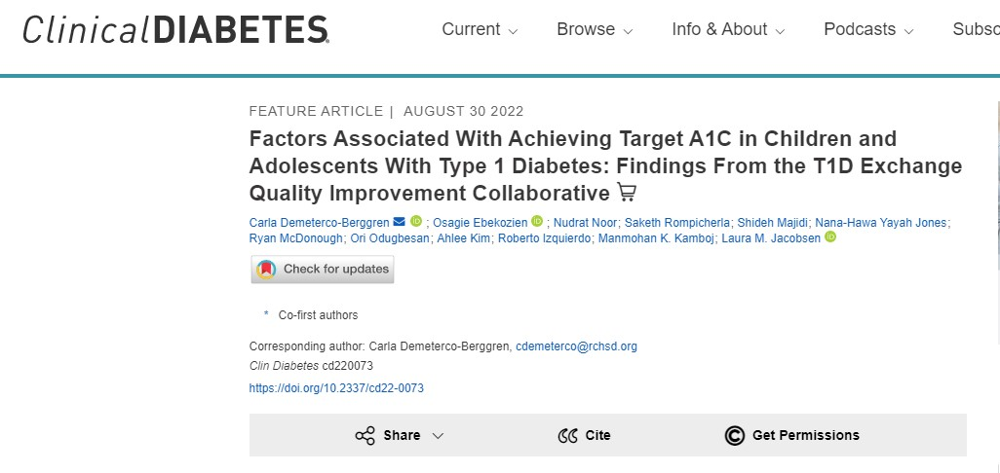 ClinicalDIABETES®
Current Browse Info & About Podcasts Subsc
FEATURE ARTICLE | AUGUST 30 2022
Factors Associated With Achieving Target A1C in Children and
Adolescents With Type 1 Diabetes: Findings From the T1D Exchange
Quality Improvement Collaborative
Carla Demeterco-Berggren ; Osagie Ebekozien ; Nudrat Noor; Saketh Rompicherla; Shideh Majidi; Nana-Hawa Yayah Jones;
Ryan McDonough; Ori Odugbesan; Ahlee Kim; Roberto Izquierdo; Manmohan K. Kamboj; Laura M. Jacobsen
Check for updates
* Co-first authors
Corresponding author: Carla Demeterco-Berggren, cdemeterco@rchsd.org
Clin Diabetes cd220073
https://doi.org/10.2337/cd22-0073
Share Cite Get Permissions